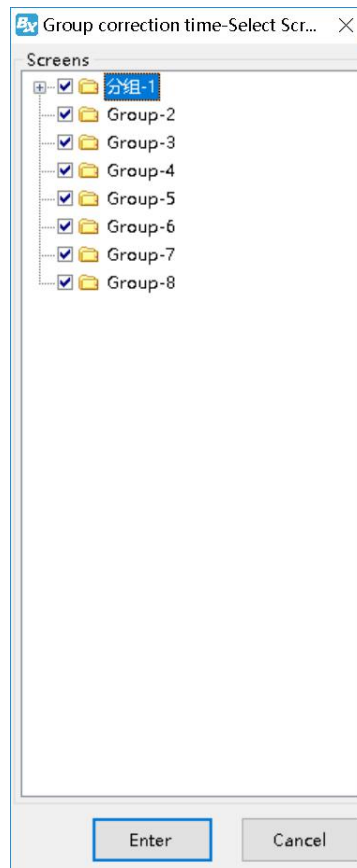 BX Group correction time-Select Scr...
Screens
分组-1
Group-2
Group-3
Group-4
Group-5
Group-6
Group-7
Group-8
Enter Cancel